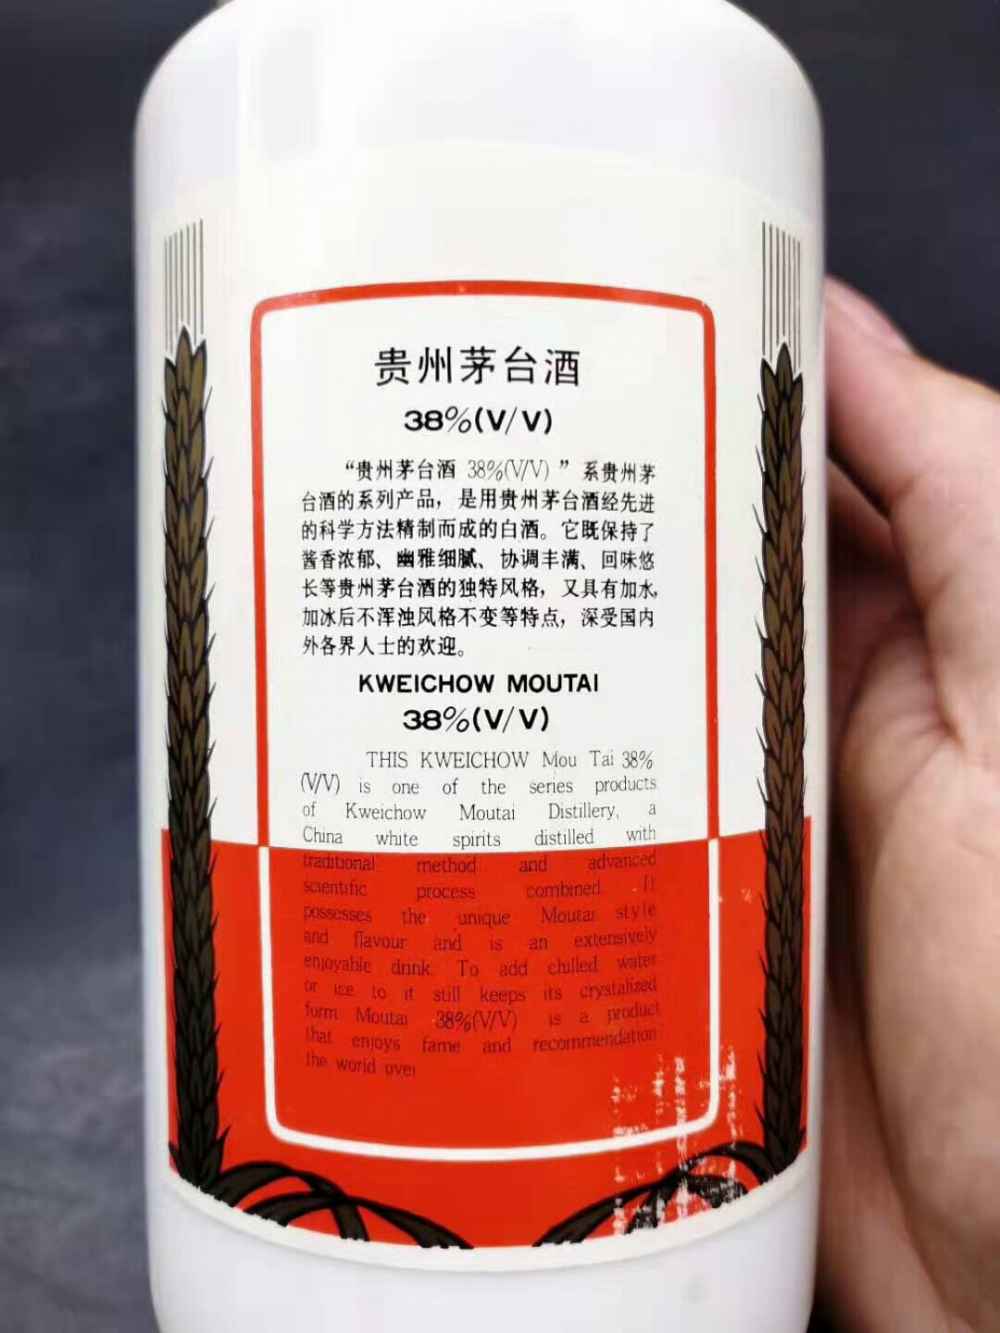 贵州茅台酒
38%(V/V)
“贵州茅台酒 38%(V/V)”系贵州茅
台酒的系列产品，是用贵州茅台酒经先进
的科学方法精制而成的白酒。它既保持了
酱香浓郁、幽雅细腻、协调丰满、回味悠
长等贵州茅台酒的独特风格，又具有加水,
加冰后不浑浊风格不变等特点，深受国内
外各界人士的欢迎。
KWEICHOW MOUTAI
38%(V/V)
THIS KWEICHOW Mou Tai 38%
(V/V) is one of the series products
of Kweichow Moutai Distillery, a
China white spirits distilled with
traditional method and advanced
scientific process combined. It
possesses the unique Moutai style
and flavour and is an extensively
enjoyable drink. To add chilled water
or ice to it still keeps its crystalized
form Moutai 38%(V/V) is a product
that enjoys fame and recommendation
the world over